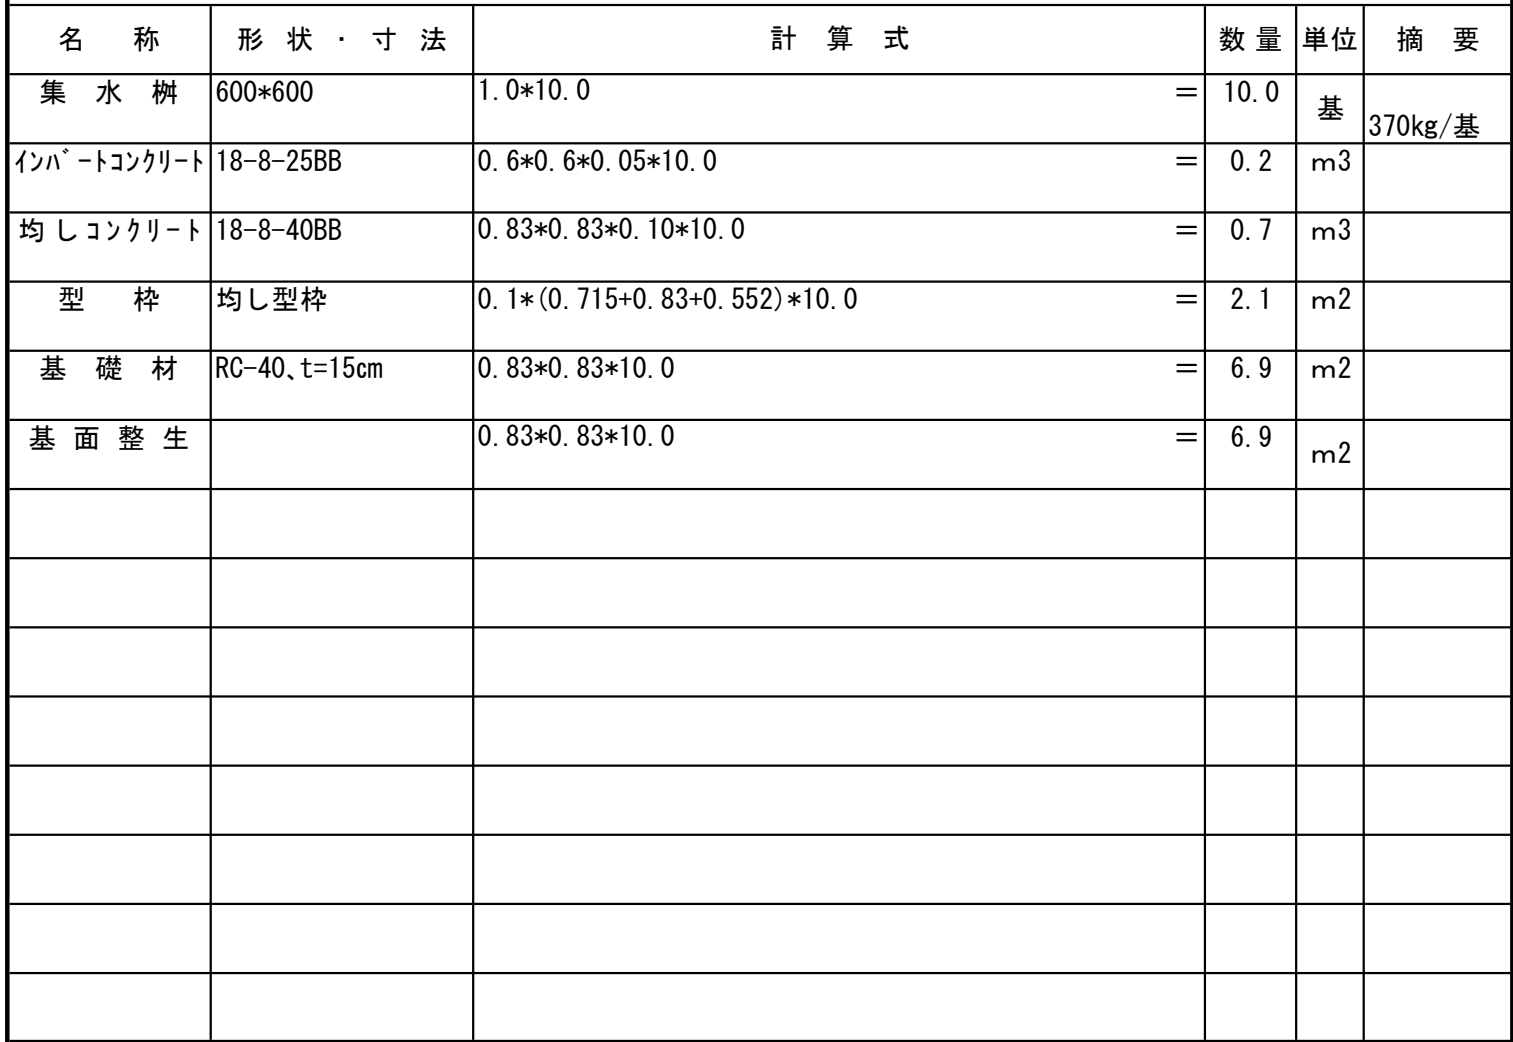 名 称 形 状 ・ 寸 法 計 算 式 数 量 単位 摘 要
集 水 桝 600*600 1.0*10.0 = 10.0 基 370kg/基
ｲﾝﾊﾞｰﾄｺﾝｸﾘｰﾄ 18-8-25BB 0.6*0.6*0.05*10.0 = 0.2 m3
均 し ｺﾝｸﾘｰﾄ 18-8-40BB 0.83*0.83*0.10*10.0 = 0.7 m3
型 枠 均し型枠 0.1*(0.715+0.83+0.552)*10.0 = 2.1 m2
基 礎 材 RC-40、t=15cm 0.83*0.83*10.0 = 6.9 m2
基 面 整 生 0.83*0.83*10.0 = 6.9 m2